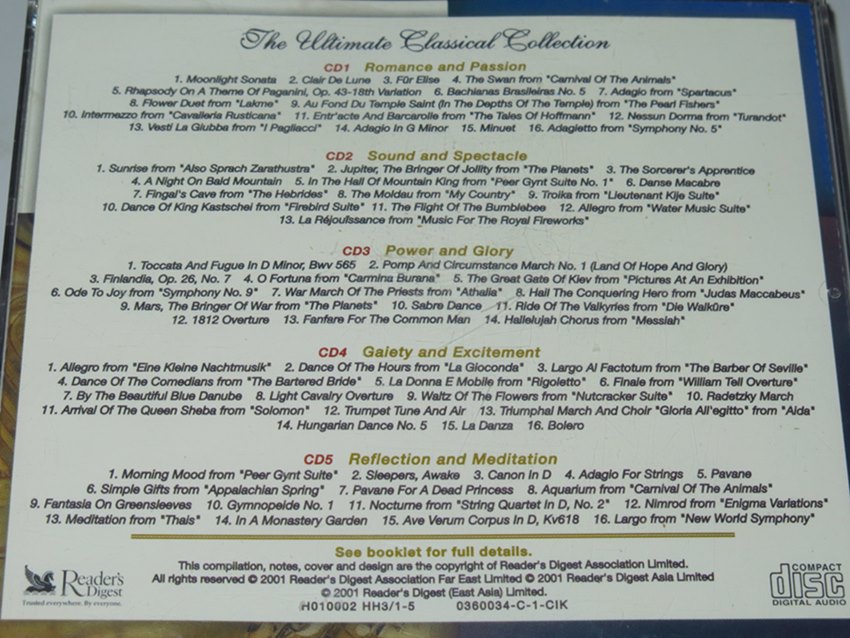 The Ultimate Classical Collection
CD1 Romance and Passion
1. Moonlight Sonata 2. Clair De Lune 3. Für Elise 4. The Swan from "Carnival Of The Animals"
5. Rhapsody On A Theme Of Paganini, Op. 43-18th Variation 6. Bachianas Brasileiras No. 5 7. Adagio from "Spartacus"
8. Flower Duet from "Lakme" 9. Au Fond Du Temple Saint (In The Depths Of The Temple) from "The Pearl Fishers"
10. Intermezzo from "Cavalleria Rusticana" 11. Entr'acte And Barcarolle from "The Tales Of Hoffmann" 12. Nessun Dorma from "Turandot"
13. Vesti La Giubba from "I Pagliacci" 14. Adagio in G Minor 15. Minuet 16. Adagietto from "Symphony No. 5"
CD2 Sound and Spectacle
1. Sunrise from "Also Sprach Zarathustra" 2. Jupiter, The Bringer Of Jollity from "The Planets" 3. The Sorcerer's Apprentice
4. A Night On Bald Mountain 5. In The Hall Of Mountain King from "Peer Gynt Suite No. 1" 6. Danse Macabre
7. Fingal's Cave from "The Hebrides" 8. The Moldau from "My Country" 9. Troika from "Lieutenant Kije Suite"
10. Dance Of King Kastschei from "Firebird Suite" 11. The Flight Of The Bumblebee 12. Allegro from "Water Music Suite"
13. La Réjouïssance from "Music For The Royal Fireworks"
CD3 Power and Glory
1. Toccata And Fugue In D Minor, Bwv 565 2. Pomp And Circumstance March No. 1 (Land Of Hope And Glory)
3. Finlandia, Op. 26, No. 7 4. O Fortuna from "Carmina Burana" 5. The Great Gate Of Kiev from "Pictures At An Exhibition"
6. Ode To Joy from "Symphony No. 9" 7. War March Of The Priests from "Athalia" 8. Hail The Conquering Hero from "Judas Maccabeus"
9. Mars, The Bringer Of War from "The Planets" 10. Sabre Dance 11. Ride Of The Valkyries from "Die Walküre"
12. 1812 Overture 13. Fanfare For The Common Man 14. Hallelujah Chorus from "Messiah"
CD4 Gaiety and Excitement
1. Allegro from "Eine Kleine Nachtmusik" 2. Dance Of The Hours from "La Gioconda" 3. Largo Al Factotum from "The Barber Of Seville"
4. Dance Of The Comedians from "The Bartered Bride" 5. La Donna E Mobile from "Rigoletto" 6. Finale from "William Tell Overture"
7. By The Beautiful Blue Danube 8. Light Cavalry Overture 9. Waltz Of The Flowers from "Nutcracker Suite" 10. Radetzky March
11. Arrival Of The Queen Sheba from "Solomon" 12. Trumpet Tune And Air 13. Triumphal March And Choir "Gloria All'egitto" from "Aida"
14. Hungarian Dance No. 5 15. La Danza 16. Bolero
CD5 Reflection and Meditation
1. Morning Mood from "Peer Gynt Suite" 2. Sleepers, Awake 3. Canon In D 4. Adagio For Strings 5. Pavane
6. Simple Gifts from "Appalachian Spring" 7. Pavane For A Dead Princess 8. Aquarium from "Carnival Of The Animals"
9. Fantasia On Greensleeves 10. Gymnopeide No. 1 11. Nocturne from "String Quartet In D, No. 2" 12. Nimrod from "Enigma Variations"
13. Meditation from "Thais" 14. In A Monastery Garden 15. Ave Verum Corpus In D, Kv618 16. Largo from "New World Symphony"
See booklet for full details.
This compilation, notes, cover and design are the copyright of Reader's Digest Association Limited.
All rights reserved © 2001 Reader's Digest Association Far East Limited © 2001 Reader's Digest Asia Limited
© 2001 Reader's Digest (East Asia) Limited.
H010002 HH3/1-5 0360034-C-1-CIK
Reader's
Digest
Trusted everywhere. By everyone.
COMPACT
disc
DIGITAL AUDIO